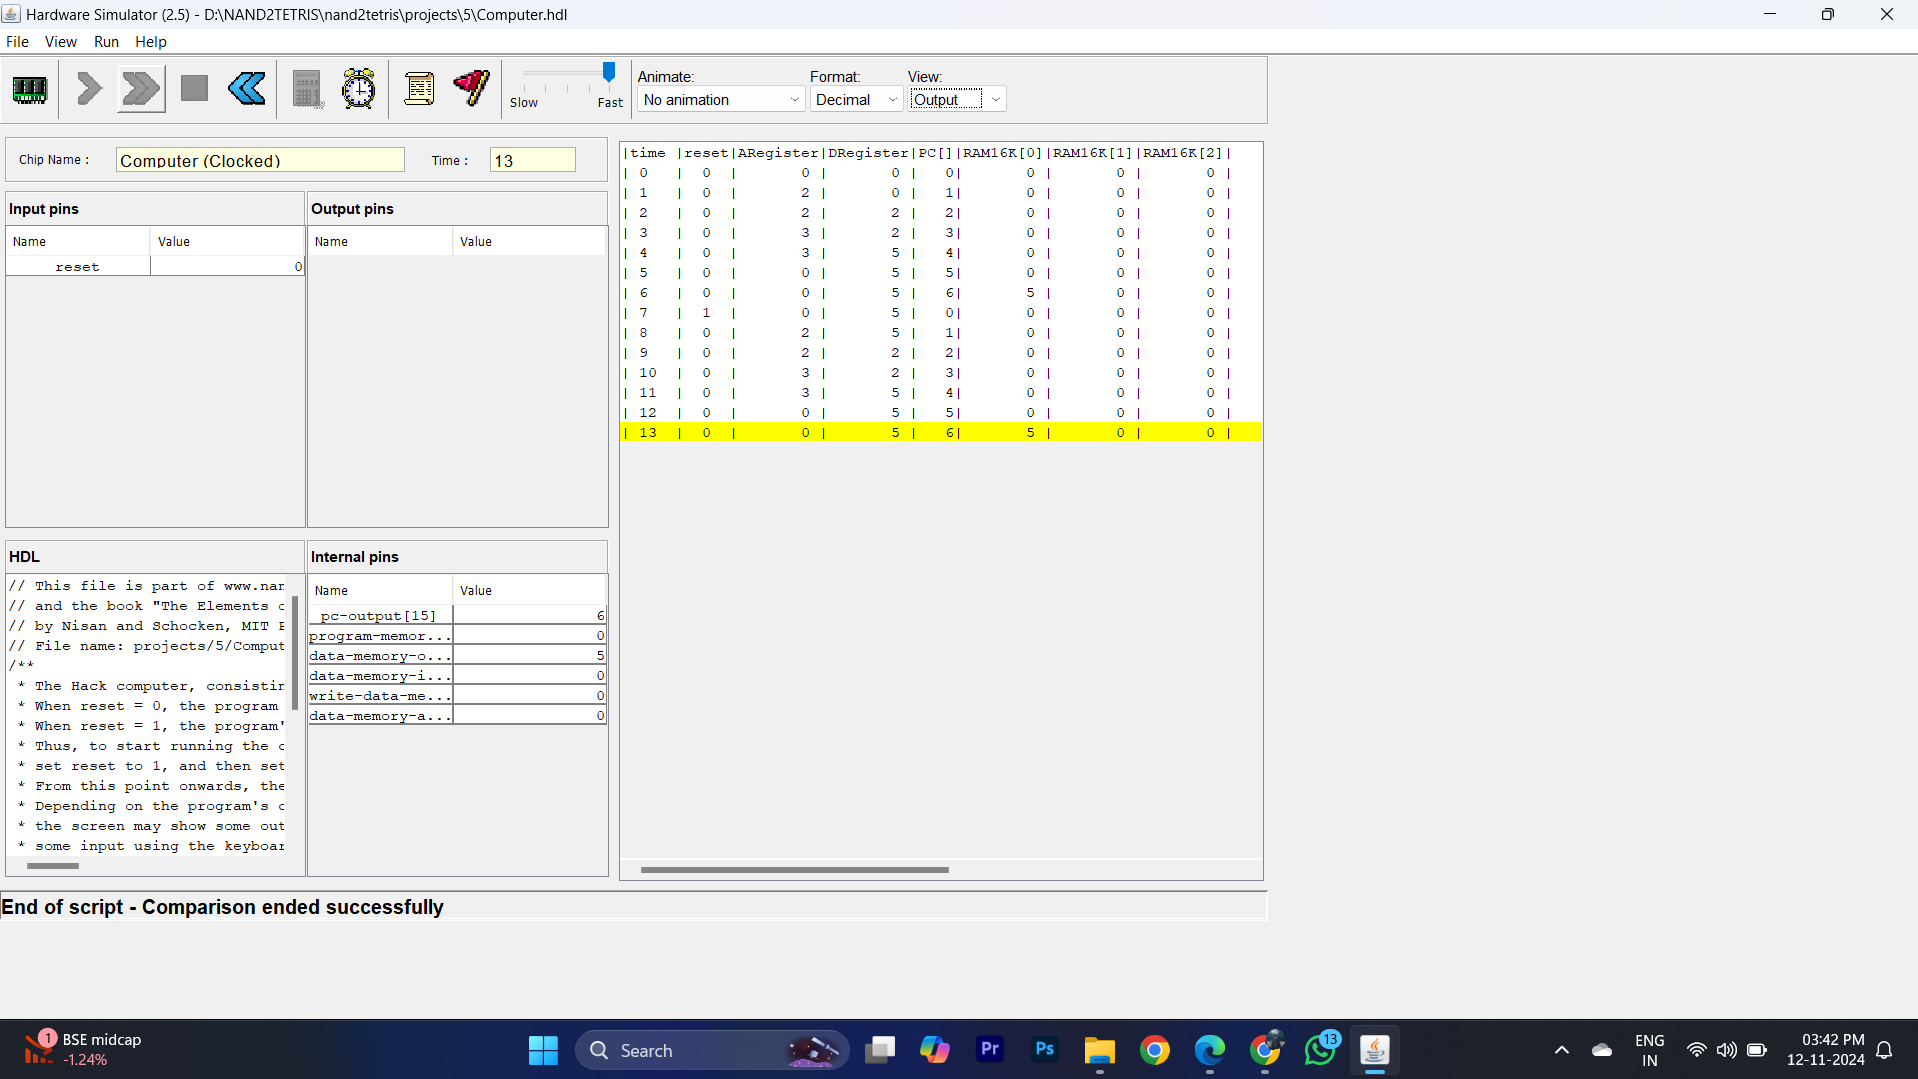 Hardware Simulator (2.5) - D:\NAND2TETRIS\nand2tetris\projects\5\Computer.hdl
File View Run Help
Slow Fast
Animate: Format: View:
No animation Decimal Output
Chip Name : Computer (Clocked) Time : 13
Input pins
Name Value
reset 0
Output pins
Name Value
HDL
// This file is part of www.nan
// and the book "The Elements o
// by Nisan and Schocken, MIT P
// File name: projects/5/Comput
/**
* The Hack computer, consistin
* When reset = 0, the program
* When reset = 1, the program'
* Thus, to start running the c
* set reset to 1, and then set
* From this point onwards, the
* Depending on the program's c
* the screen may show some out
* some input using the keyboar
Internal pins
Name Value
pc-output[15] 6
program-memor... 0
data-memory-o... 5
data-memory-i... 0
write-data-me... 0
data-memory-a... 0
|time |reset|ARegister|DRegister|PC[]|RAM16K[0]|RAM16K[1]|RAM16K[2]|
| 0 | 0 | 0 | 0 | 0| 0 | 0 | 0 |
| 1 | 0 | 2 | 0 | 1| 0 | 0 | 0 |
| 2 | 0 | 2 | 2 | 2| 0 | 0 | 0 |
| 3 | 0 | 3 | 2 | 3| 0 | 0 | 0 |
| 4 | 0 | 3 | 5 | 4| 0 | 0 | 0 |
| 5 | 0 | 0 | 5 | 5| 0 | 0 | 0 |
| 6 | 0 | 0 | 5 | 6| 5 | 0 | 0 |
| 7 | 1 | 0 | 5 | 0| 0 | 0 | 0 |
| 8 | 0 | 2 | 5 | 1| 0 | 0 | 0 |
| 9 | 0 | 2 | 2 | 2| 0 | 0 | 0 |
| 10 | 0 | 3 | 2 | 3| 0 | 0 | 0 |
| 11 | 0 | 3 | 5 | 4| 0 | 0 | 0 |
| 12 | 0 | 0 | 5 | 5| 0 | 0 | 0 |
| 13 | 0 | 0 | 5 | 6| 5 | 0 | 0 |
End of script - Comparison ended successfully
1
BSE midcap
-1.24%
Search
Pr
Ps
13
ENG
IN
03:42 PM
12-11-2024